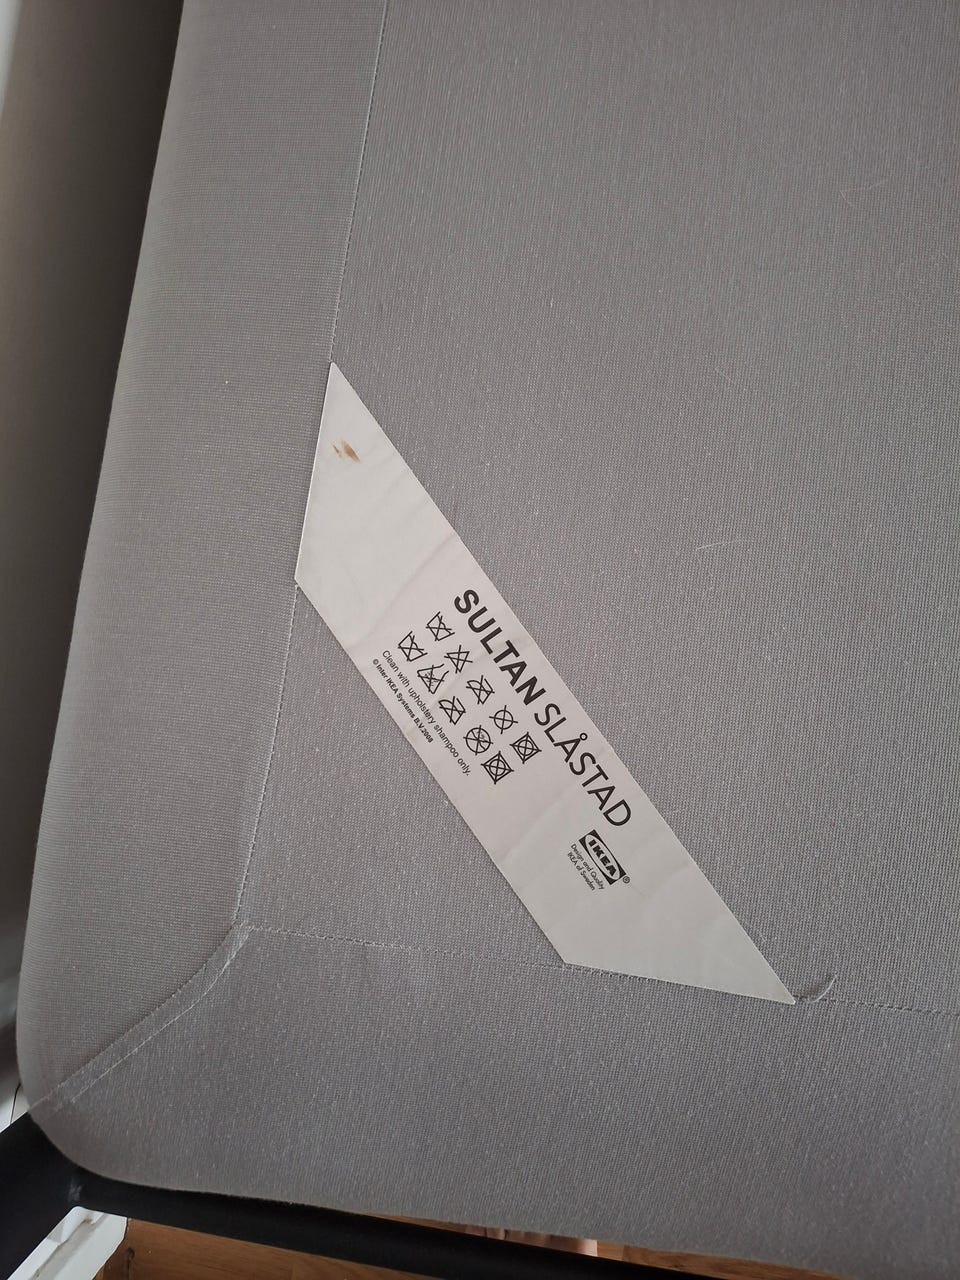 SULTAN SLÅSTAD
Clean with upholstery shampoo only.
© Inter IKEA Systems B.V. 2008
IKEA®
Design and Quality
IKEA of Sweden